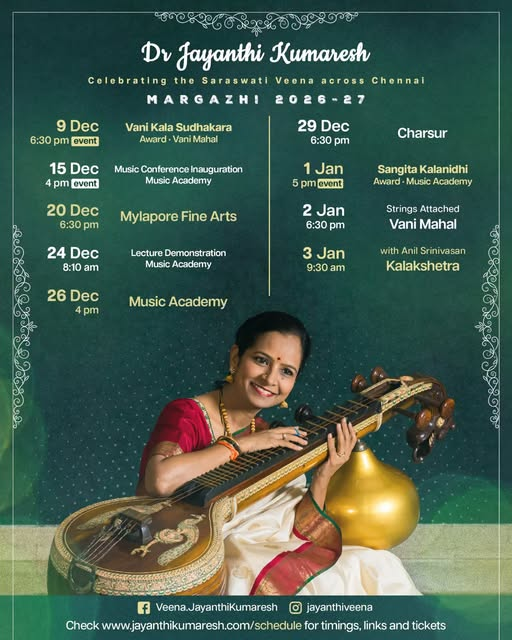 Dr Jayanthi Kumaresh
Celebrating the Saraswati Veena across Chennai
MARGAZHI 2026-27
9 Dec
6:30 pm event
Vani Kala Sudhakara
Award · Vani Mahal
15 Dec
4 pm event
Music Conference Inauguration
Music Academy
20 Dec
6:30 pm
Mylapore Fine Arts
24 Dec
8:10 am
Lecture Demonstration
Music Academy
26 Dec
4 pm
Music Academy
29 Dec
6:30 pm
Charsur
1 Jan
5 pm event
Sangita Kalanidhi
Award · Music Academy
2 Jan
6:30 pm
Strings Attached
Vani Mahal
3 Jan
9:30 am
with Anil Srinivasan
Kalakshetra
Veena.JayanthiKumaresh jayanthiveena
Check www.jayanthikumaresh.com/schedule for timings, links and tickets